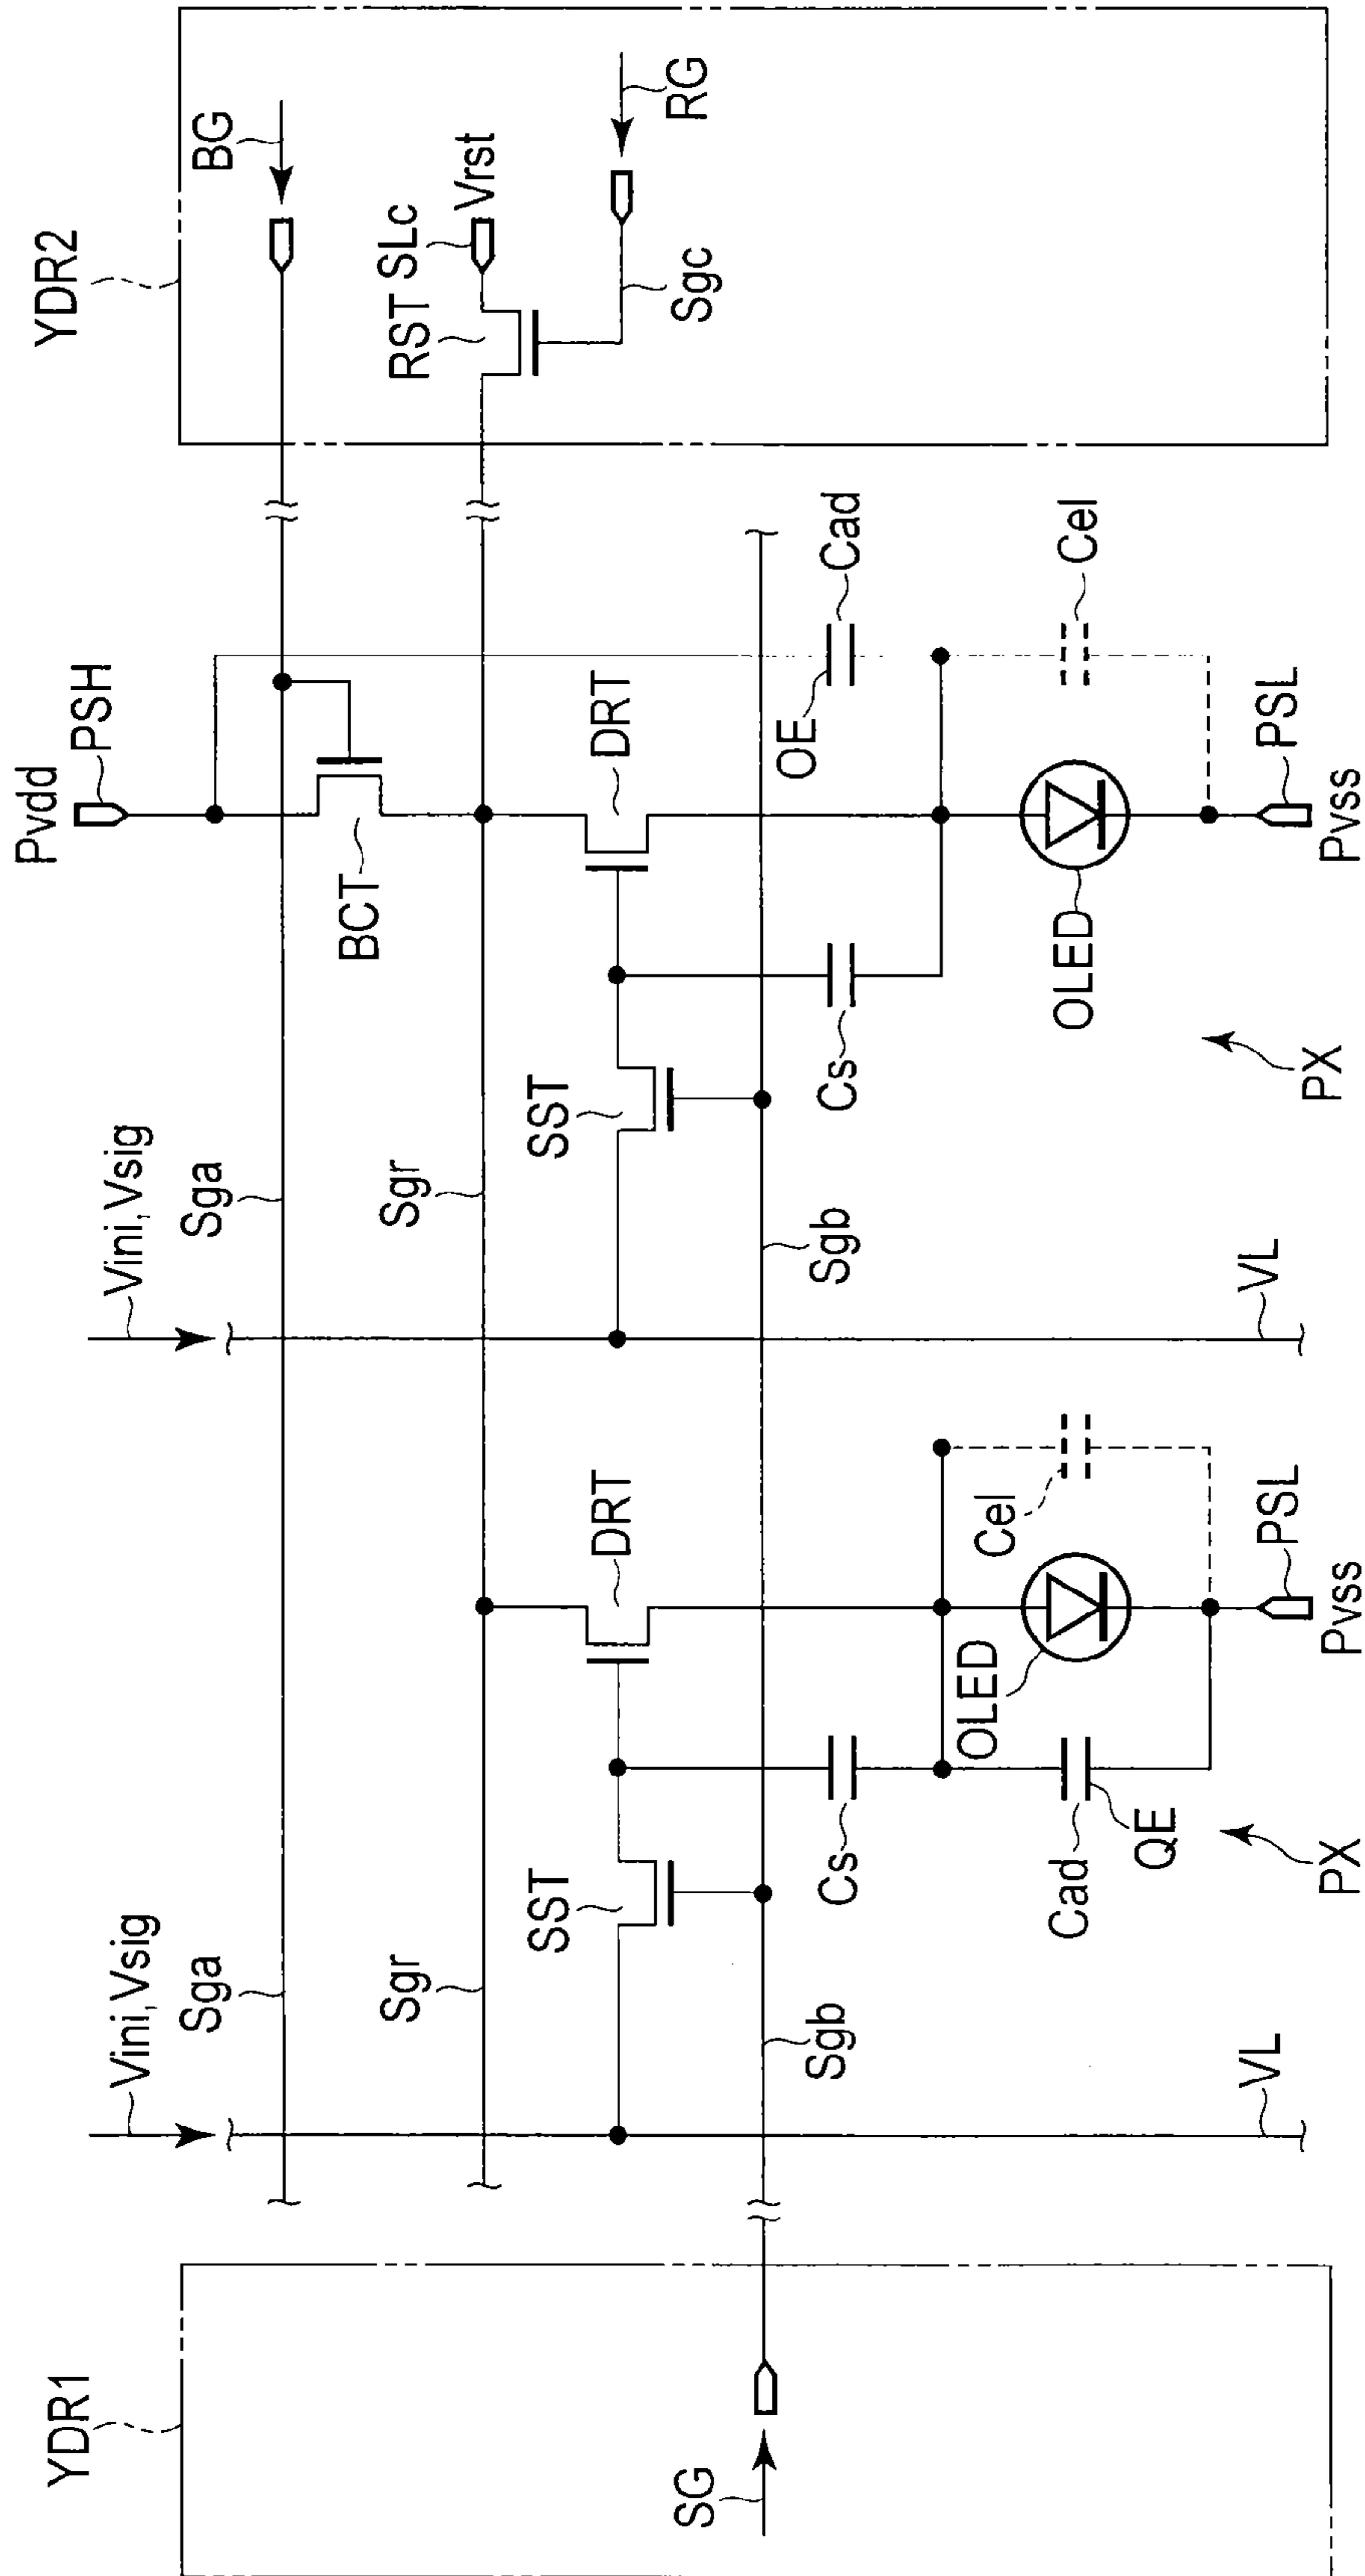 YDR2
BG
RG
SLc
Vrst
RST
Sgc
Pvdd
PSH
Cad
Cel
OE
DRT
BCT
PSL
Pvss
OLED
Cs
SST
PX
Vini,Vsig
Sga
Sgr
Sgb
VL
DRT
Cel
PSL
Pvss
OLED
SST
Cs
Cad
QE
PX
Vini,Vsig
Sga
Sgr
Sgb
VL
YDR1
SG